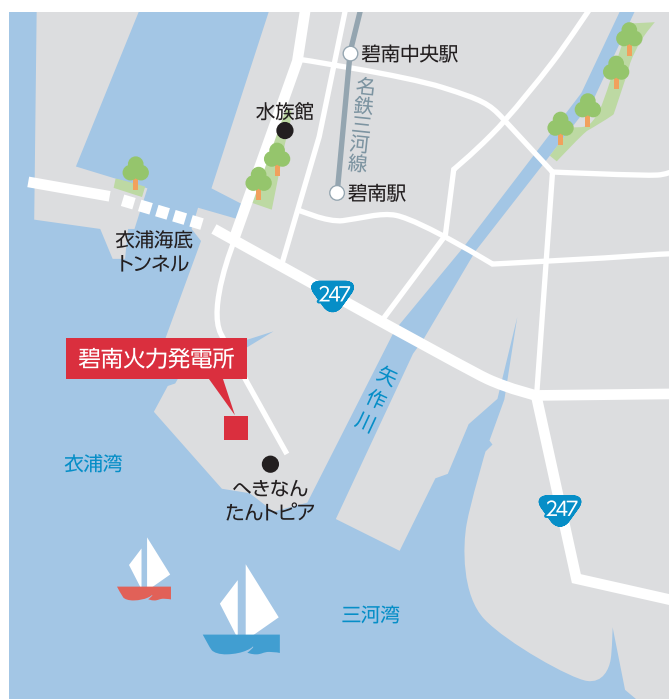 碧南中央駅
名鉄三河線
水族館
碧南駅
衣浦海底
トンネル
247
碧南火力発電所
矢作川
衣浦湾
へきなん
たんトピア
247
三河湾